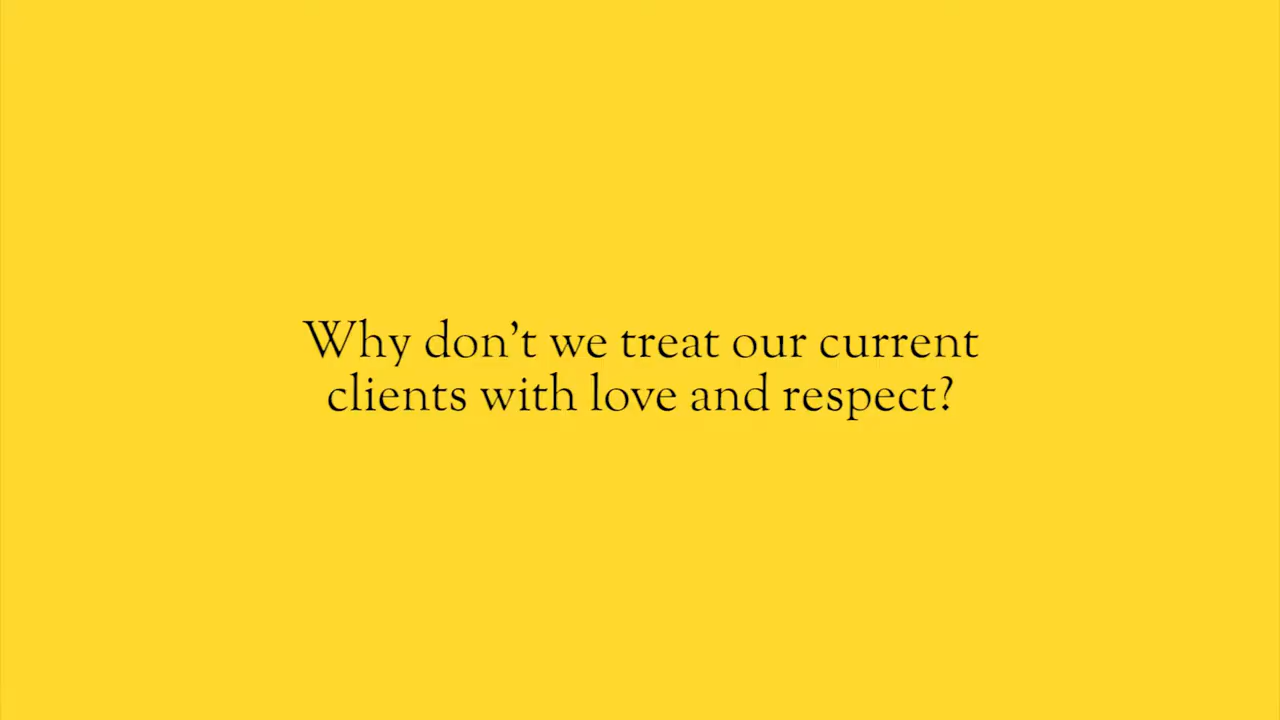 Why don’t we treat our current
clients with love and respect?